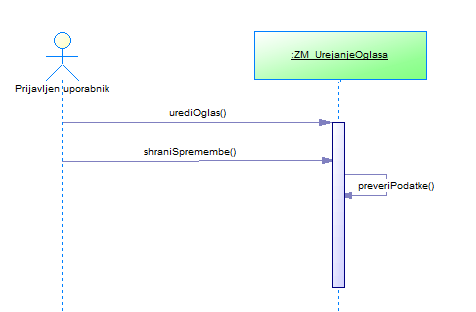 :ZM_UrejanjeOglasa
Prijavljen uporabnik
urediOglas()
shraniSpremembe()
preveriPodatke()